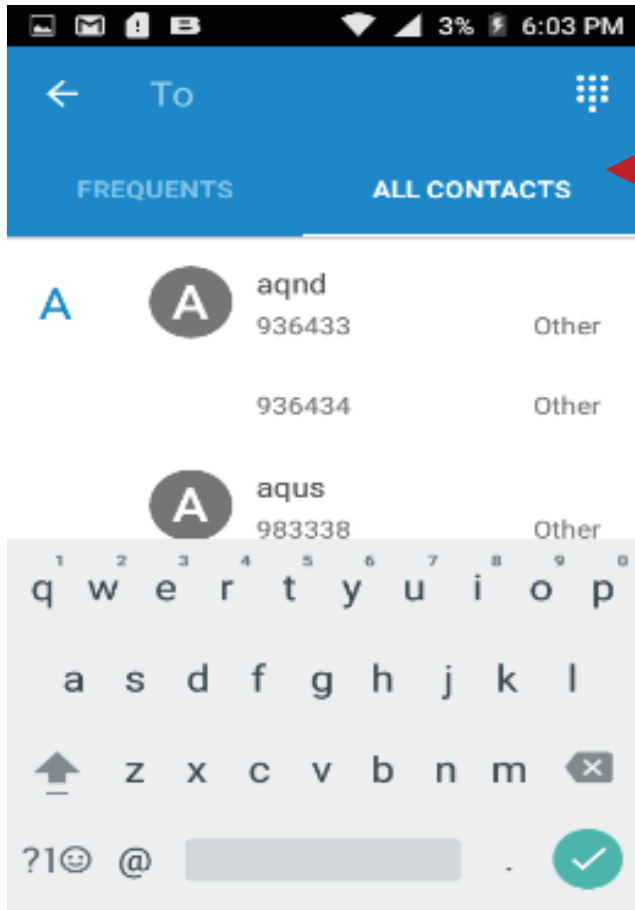 3% 6:03 PM
To
FREQUENTS ALL CONTACTS
A A aqnd
936433 Other
936434 Other
A aqus
983338 Other
1 2 3 4 5 6 7 8 9 0
q w e r t y u i o p
a s d f g h j k l
z x c v b n m
?1☺ @ .